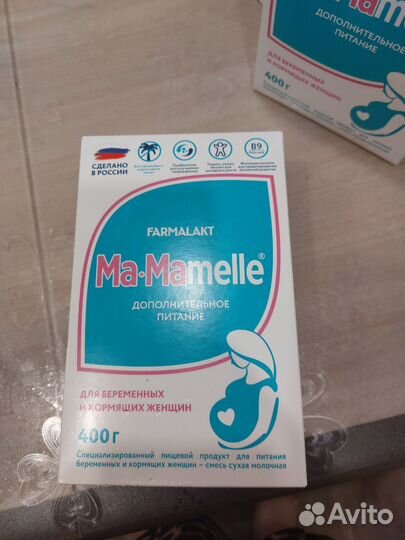 Mamelle
ДОПОЛНИТЕЛЬНОЕ
ПИТАНИЕ
ДЛЯ БЕРЕМЕННЫХ
И КОРМЯЩИХ ЖЕНЩИН
400 г
СДЕЛАНО
В РОССИИ
B9
FARMALAKT
Ma·Mamelle®
ДОПОЛНИТЕЛЬНОЕ
ПИТАНИЕ
ДЛЯ БЕРЕМЕННЫХ
И КОРМЯЩИХ ЖЕНЩИН
400 г
Специализированный пищевой продукт для питания
беременных и кормящих женщин – смесь сухая молочная
Avito